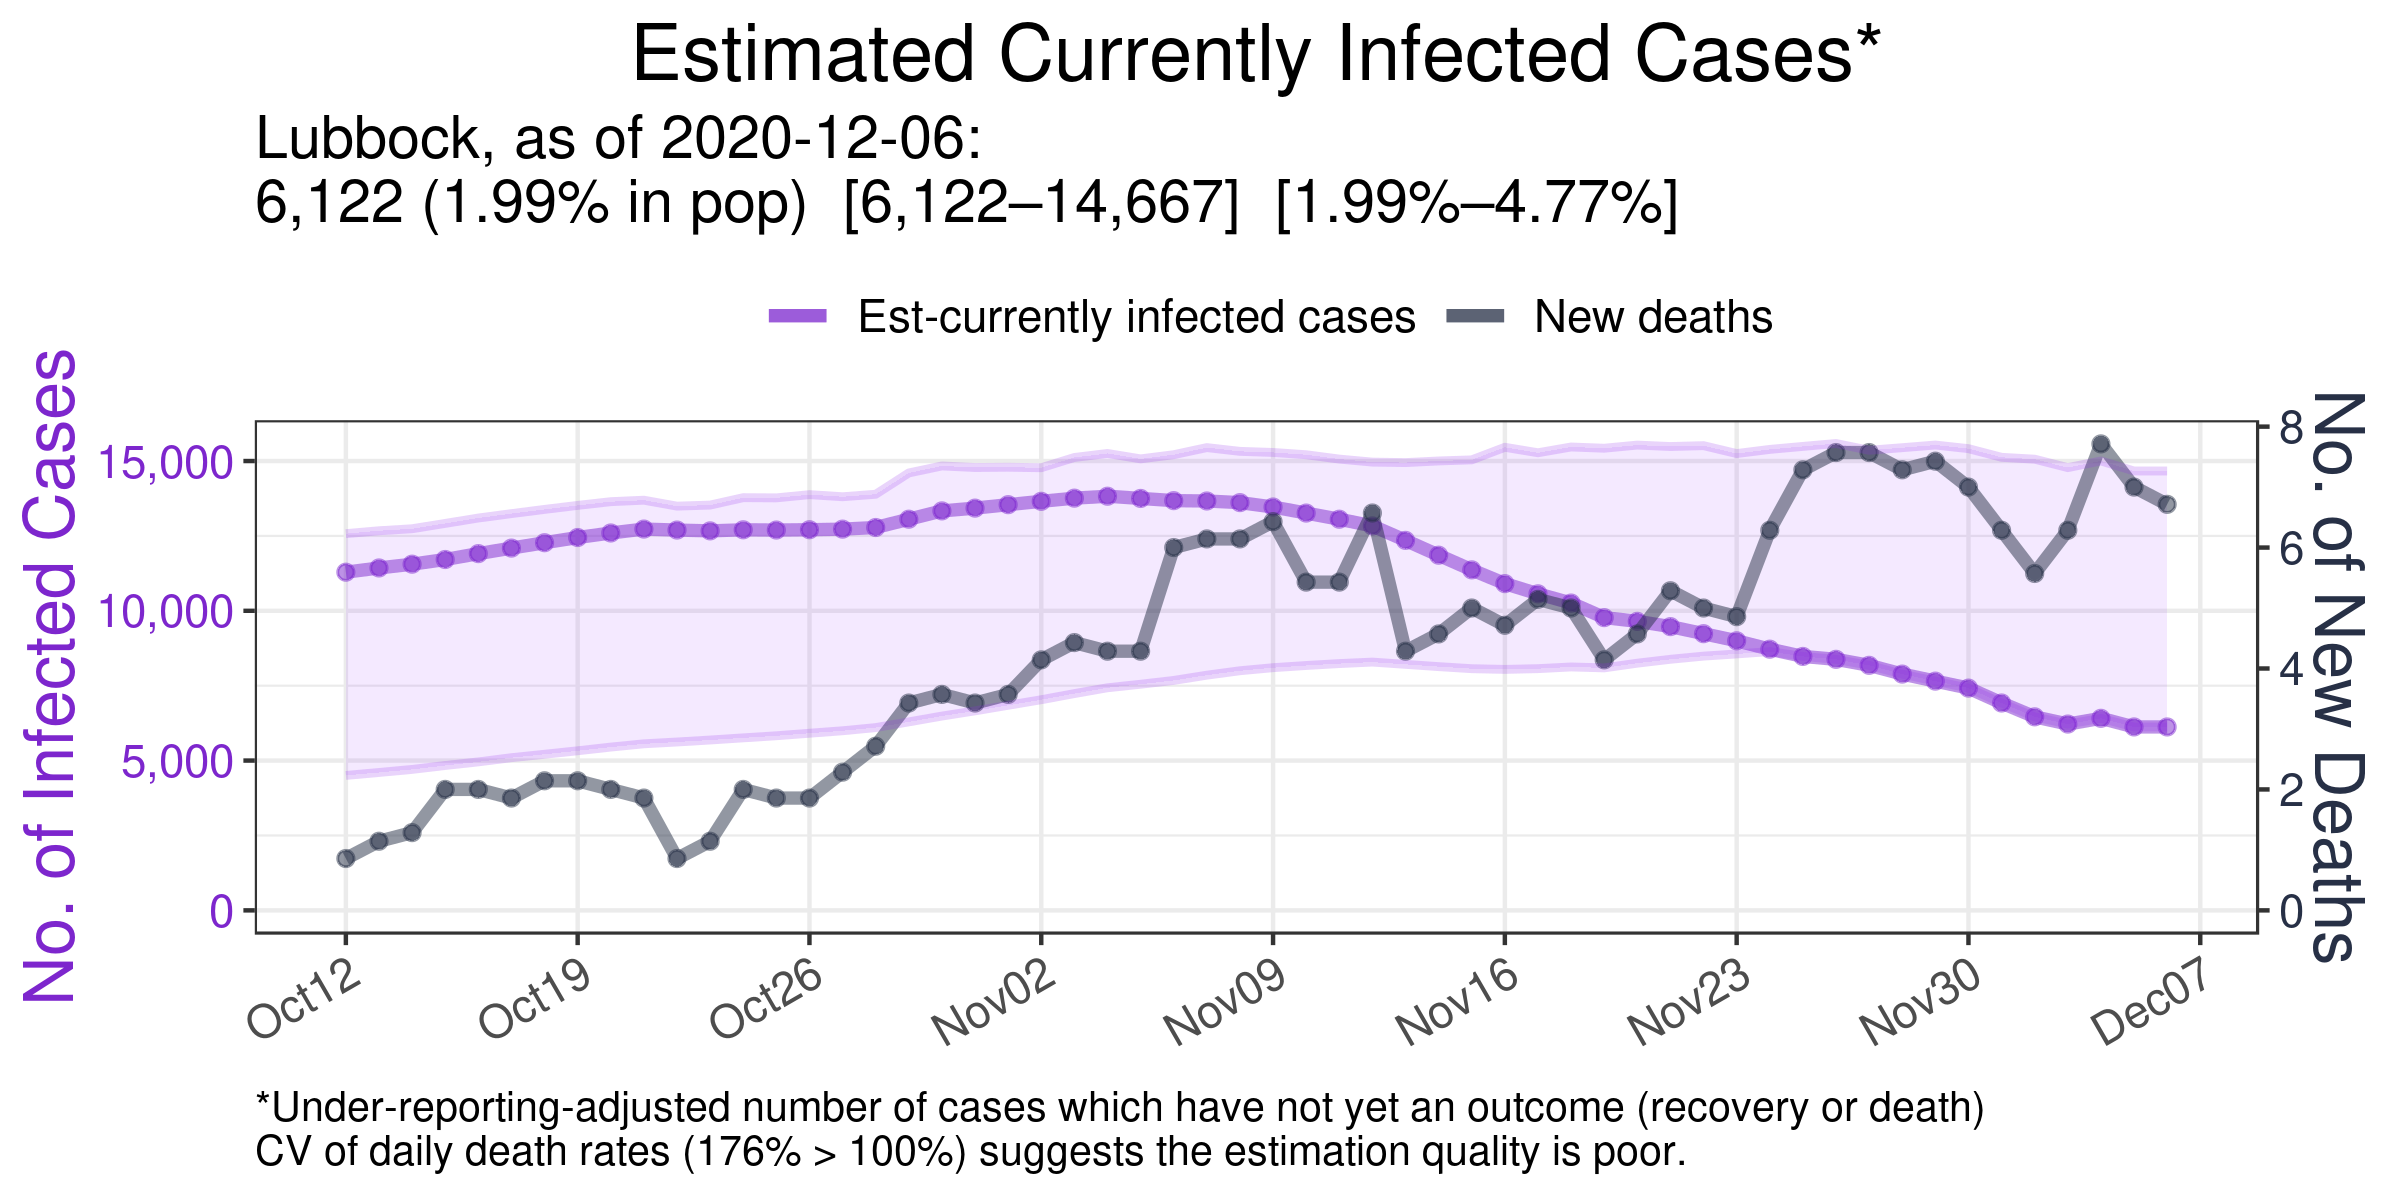 Estimated Currently Infected Cases*
Lubbock, as of 2020-12-06:
6,122 (1.99% in pop)  [6,122–14,667]  [1.99%–4.77%]
Est-currently infected cases
New deaths
No. of Infected Cases
15,000
10,000
5,000
0
8
6
4
2
0
No. of New Deaths
Oct12
Oct19
Oct26
Nov02
Nov09
Nov16
Nov23
Nov30
Dec07
*Under-reporting-adjusted number of cases which have not yet an outcome (recovery or death)
CV of daily death rates (176% > 100%) suggests the estimation quality is poor.